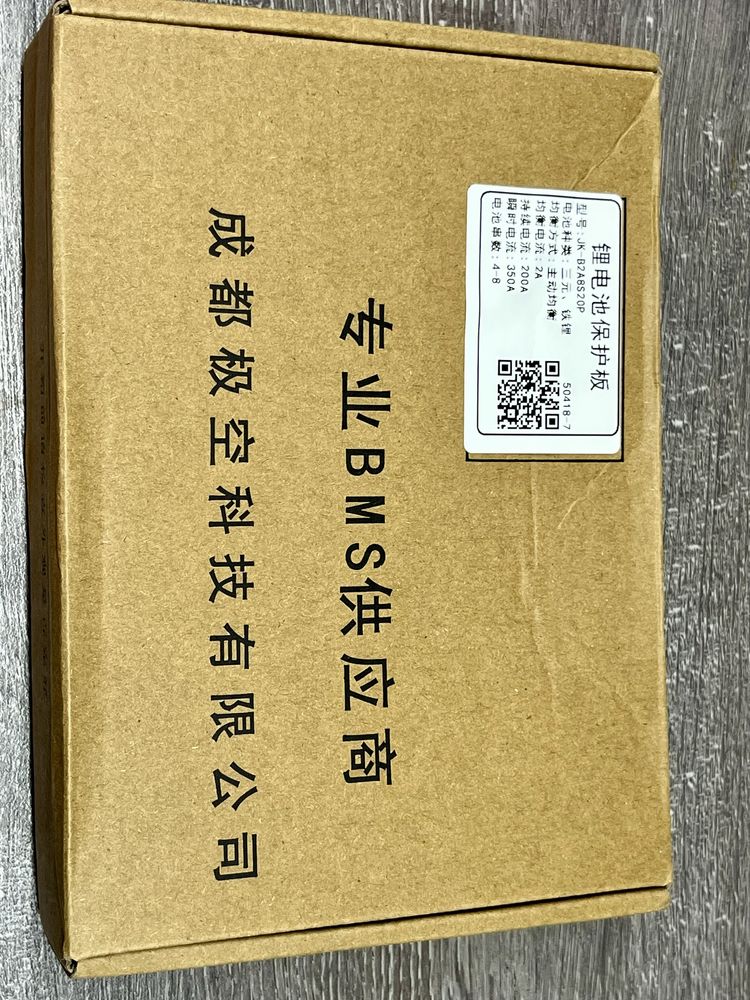 锂电池保护板
型号:JK-B2A8S20P
电池种类:三元、铁锂
均衡方式:主动均衡
均衡电流:2A
持续电流:200A
瞬时电流:350A
电池串数:4-8
50418-7
专业BMS供应商
成都极空科技有限公司